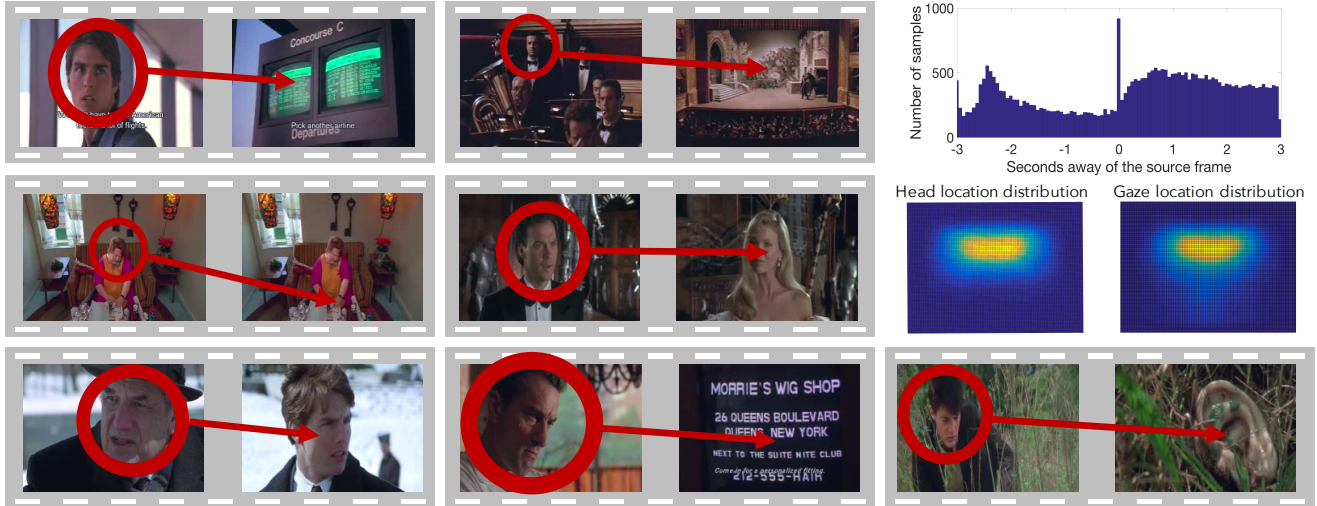 Concourse C
Pick another airline
Departures
Number of samples
1000
500
0
-3 -2 -1 0 1 2 3
Seconds away of the source frame
Head location distribution
Gaze location distribution
MORRIE'S WIG SHOP
26 QUEENS BOULEVARD
QUEENS, NEW YORK
NEXT TO THE SUITE NITE CLUB
Come in for a personalized fitting.
212-555-HAIR